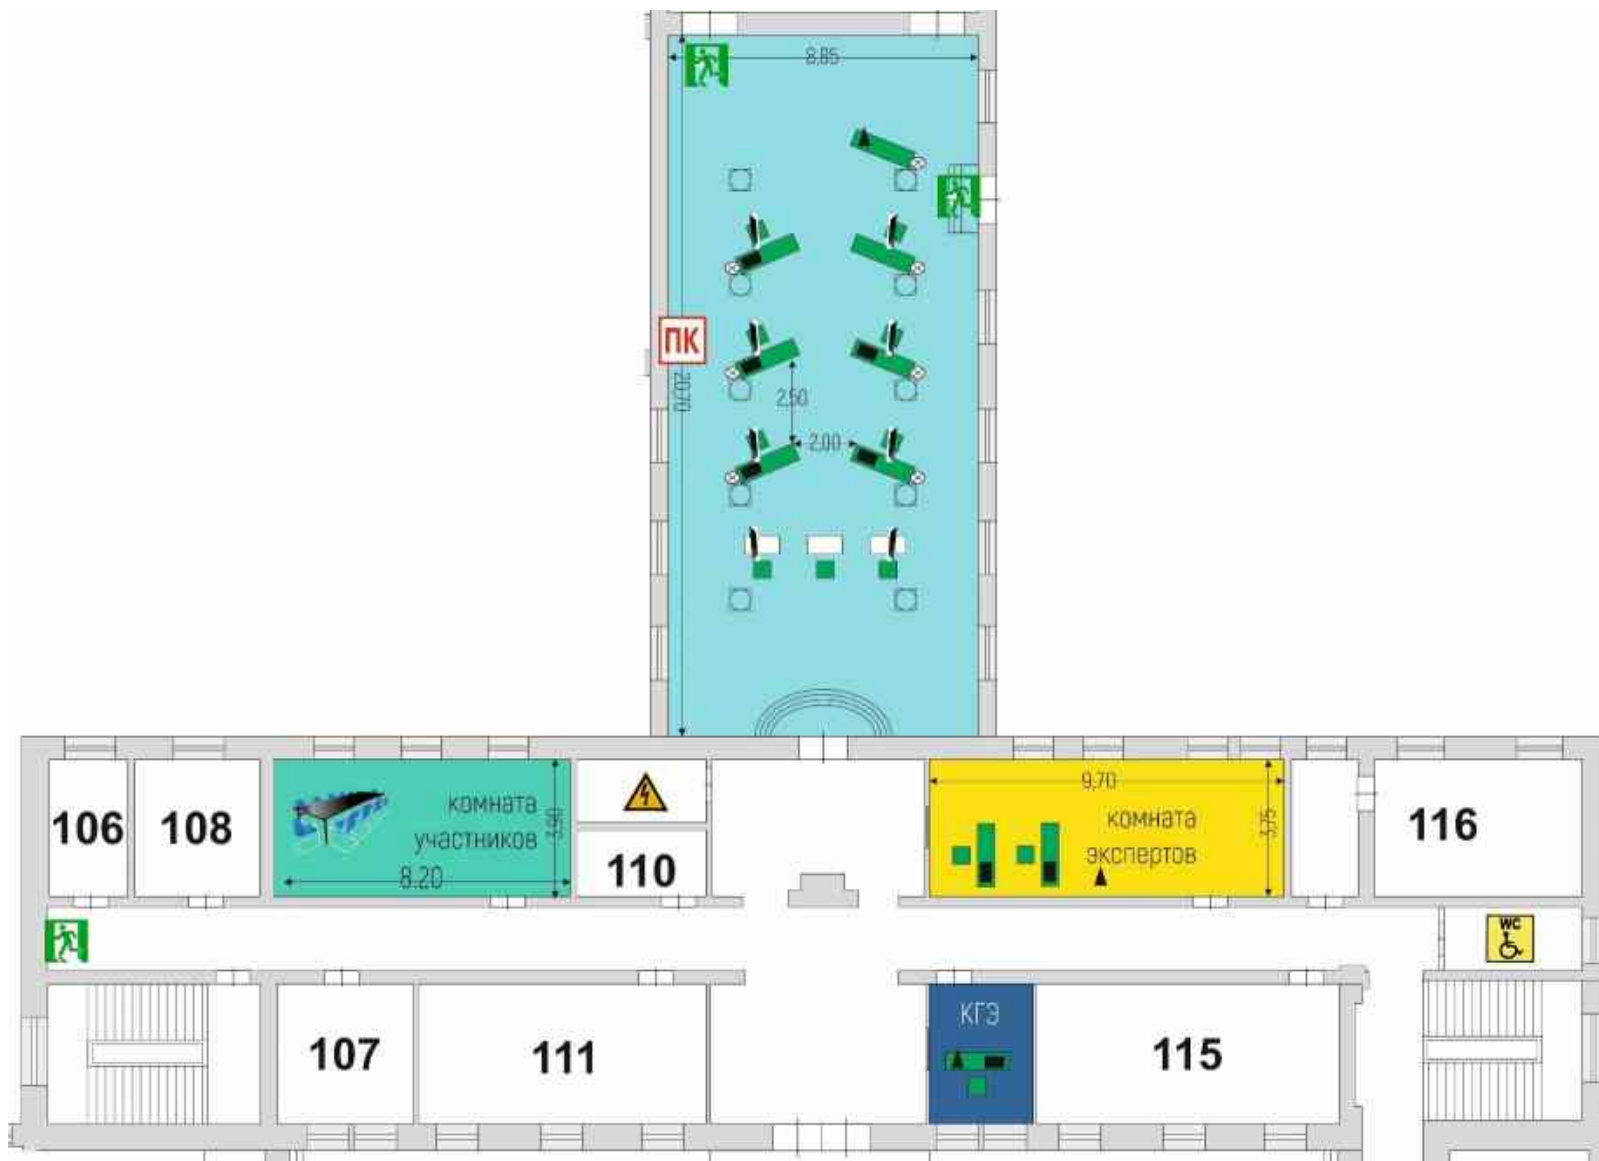 8,85
ПК
20,70
2,50
2,00
106
108
комната
участников
3,90
8.20
110
9,70
комната
экспертов
3,75
116
WC
107
111
КГЭ
115